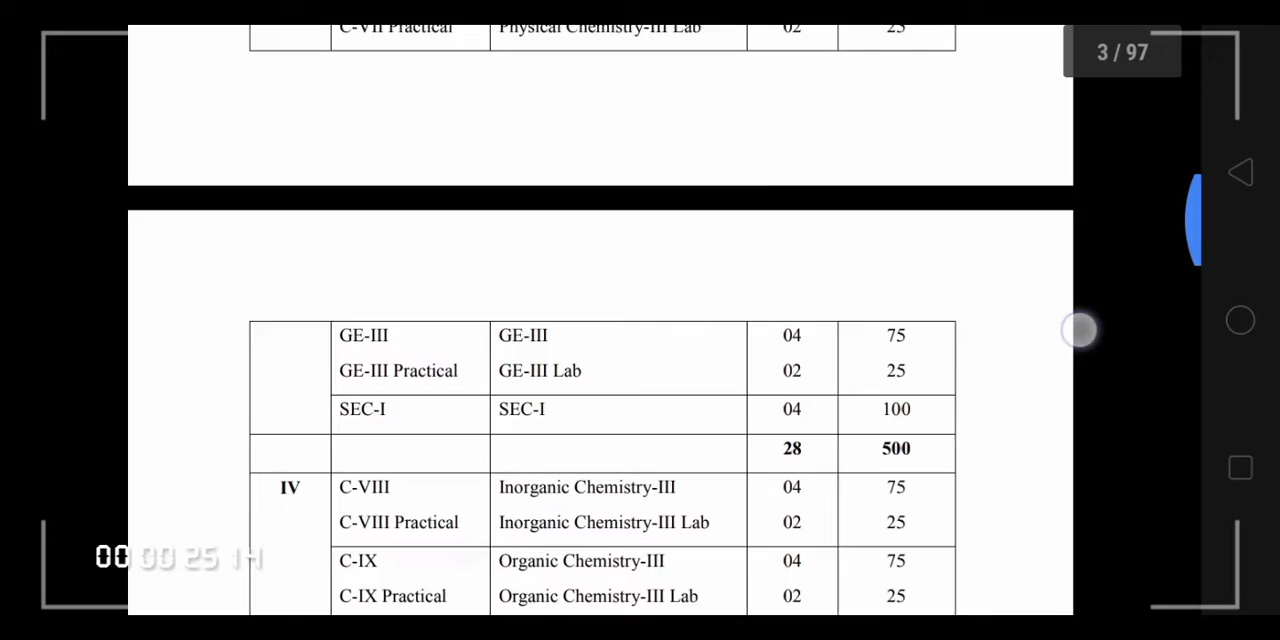 C-VII Practical Physical Chemistry-III Lab 02 25
3 / 97
GE-III GE-III 04 75
GE-III Practical GE-III Lab 02 25
SEC-I SEC-I 04 100
28 500
IV C-VIII Inorganic Chemistry-III 04 75
C-VIII Practical Inorganic Chemistry-III Lab 02 25
C-IX Organic Chemistry-III 04 75
C-IX Practical Organic Chemistry-III Lab 02 25
00 00 25 14